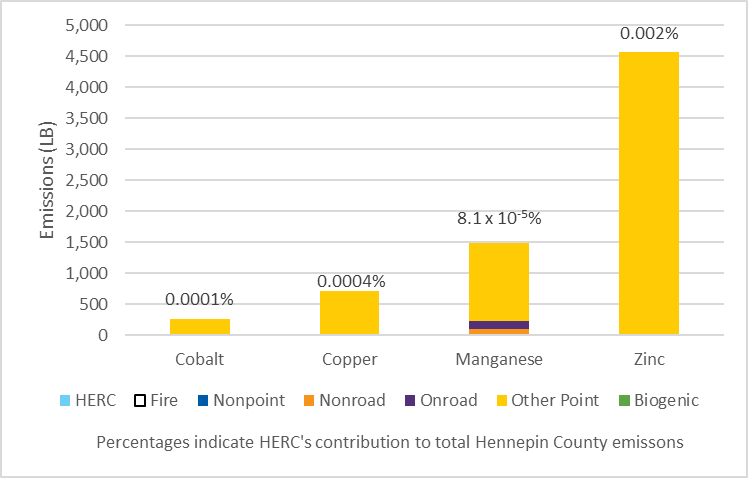 5,000
4,500
4,000
3,500
3,000
2,500
2,000
1,500
1,000
500
0
Emissions (LB)
0.0001%
0.0004%
8.1 x 10⁻⁵%
0.002%
Cobalt Copper Manganese Zinc
HERC Fire Nonpoint Nonroad Onroad Other Point Biogenic
Percentages indicate HERC's contribution to total Hennepin County emissons